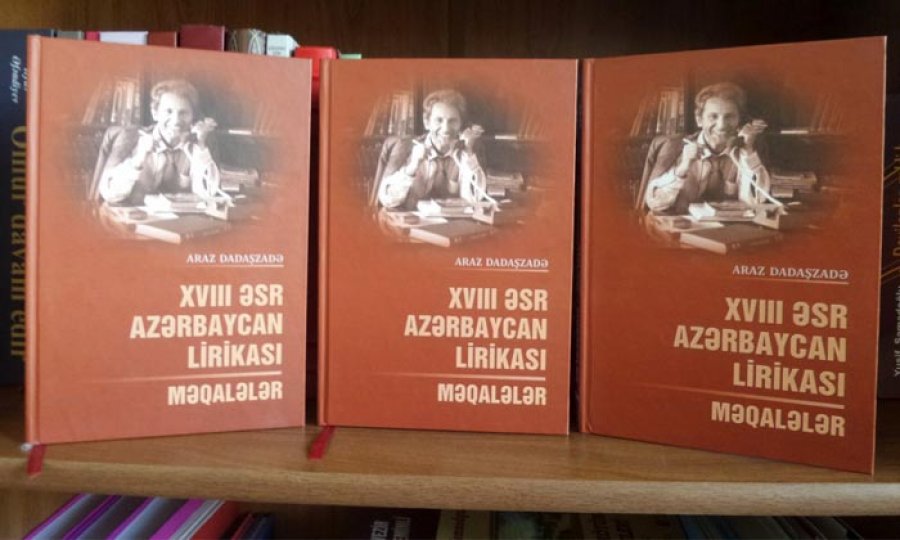 Ömür davam edir
ARAZ DADAŞZADƏ
XVIII ƏSR
AZƏRBAYCAN
LİRİKASI
MƏQALƏLƏR
ARAZ DADAŞZADƏ
XVIII ƏSR
AZƏRBAYCAN
LİRİKASI
MƏQALƏLƏR
ARAZ DADAŞZADƏ
XVIII ƏSR
AZƏRBAYCAN
LİRİKASI
MƏQALƏLƏR